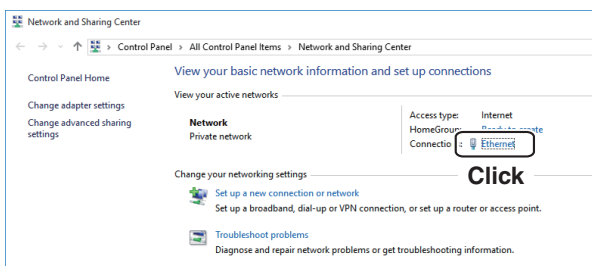 Network and Sharing Center
Control Panel > All Control Panel Items > Network and Sharing Center
Control Panel Home
Change adapter settings
Change advanced sharing
settings
View your basic network information and set up connections
View your active networks
Network
Private network
Access type: Internet
HomeGroup: Ready to create
Connectio s: Ethernet
Click
Change your networking settings
Set up a new connection or network
Set up a broadband, dial-up or VPN connection, or set up a router or access point.
Troubleshoot problems
Diagnose and repair network problems or get troubleshooting information.